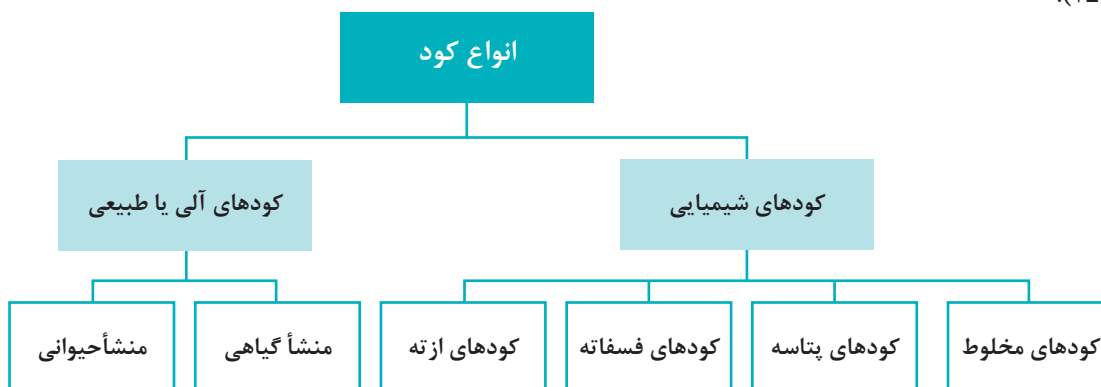 انواع کود
کودهای شیمیایی
کودهای آلی یا طبیعی
کودهای مخلوط
کودهای پتاسه
کودهای فسفاته
کودهای ازته
منشأ گیاهی
منشأحیوانی